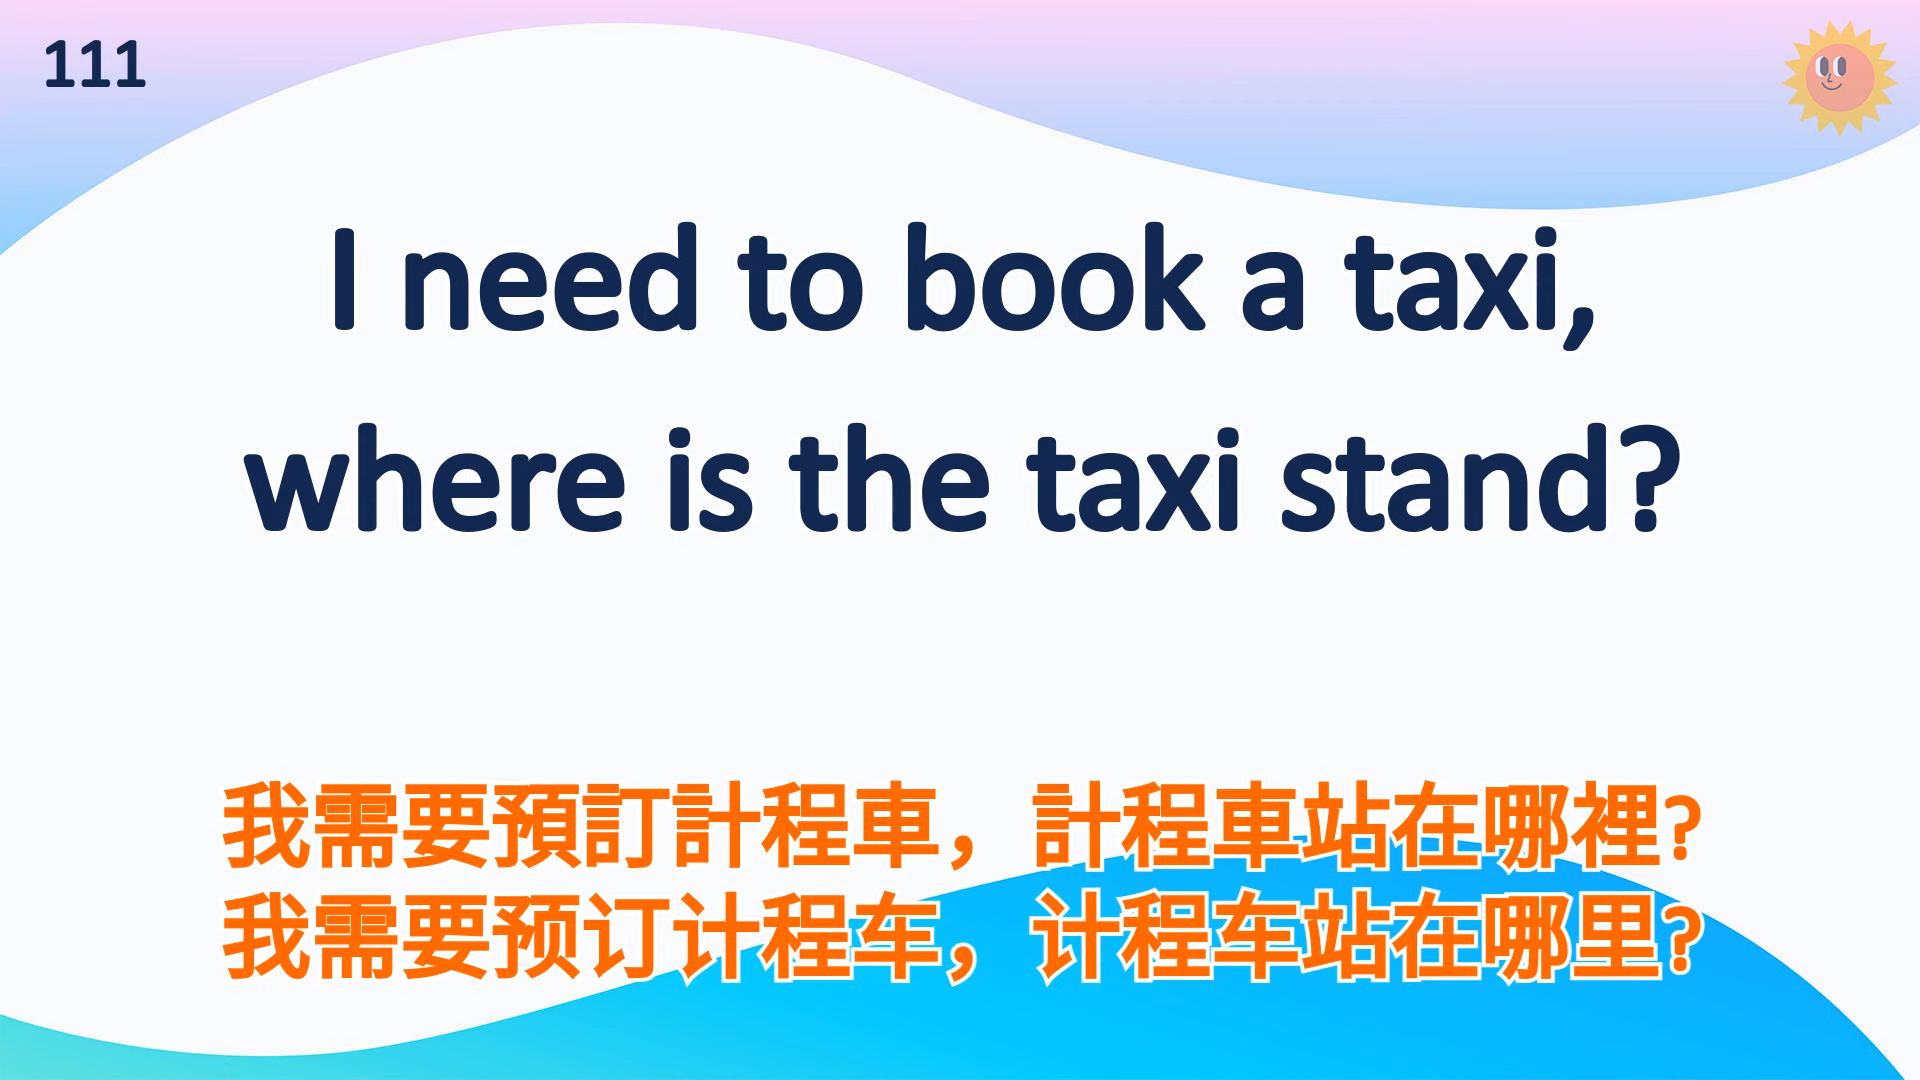 111
I need to book a taxi,
where is the taxi stand?
我需要預訂計程車，計程車站在哪裡?
我需要预订计程车，计程车站在哪里?